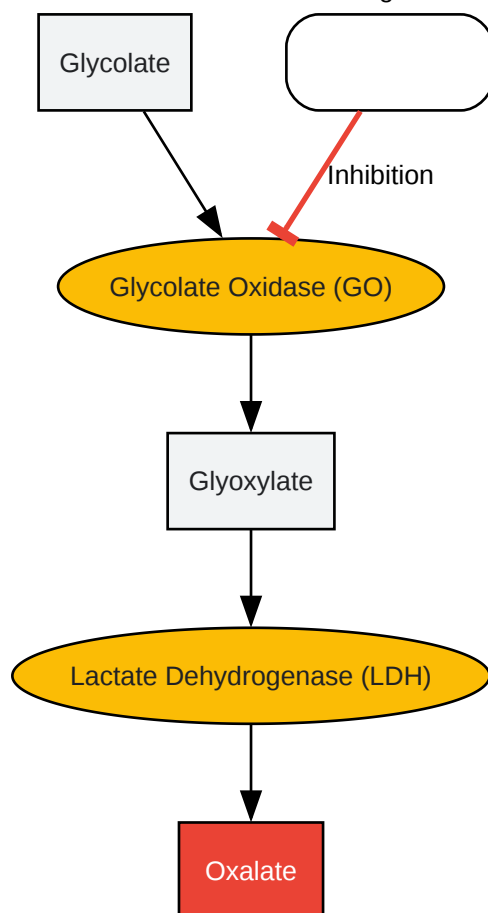 Glycolate
Inhibition
Glycolate Oxidase (GO)
Glyoxylate
Lactate Dehydrogenase (LDH)
Oxalate